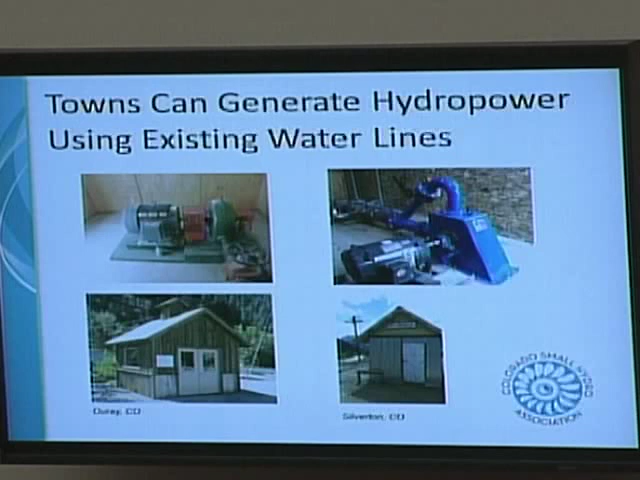 Towns Can Generate Hydropower
Using Existing Water Lines
Ouray, CO
Silverton, CO
COLORADO SMALL HYDRO
ASSOCIATION